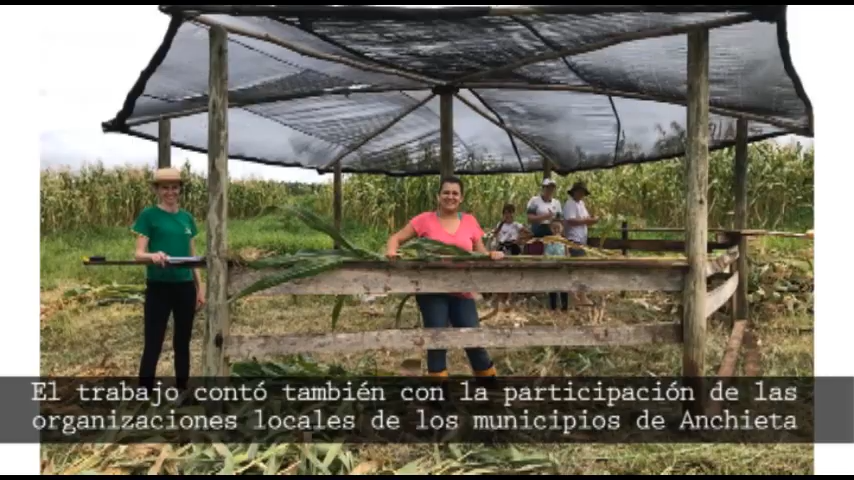 El trabajo contó también con la participación de las
organizaciones locales de los municipios de Anchieta